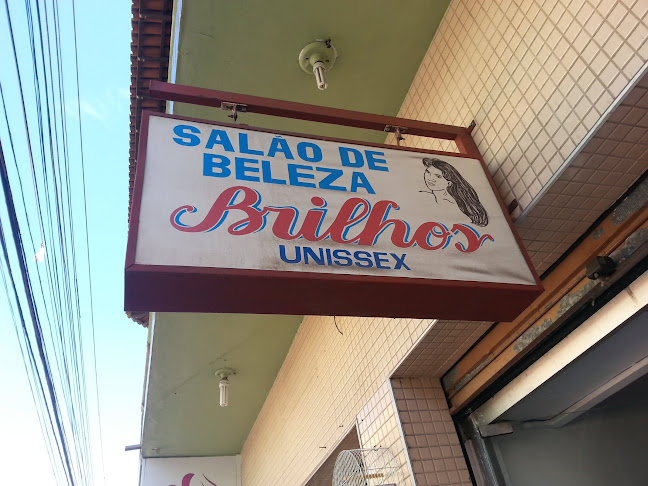 SALÃO DE
BELEZA
Brilhos
UNISSEX